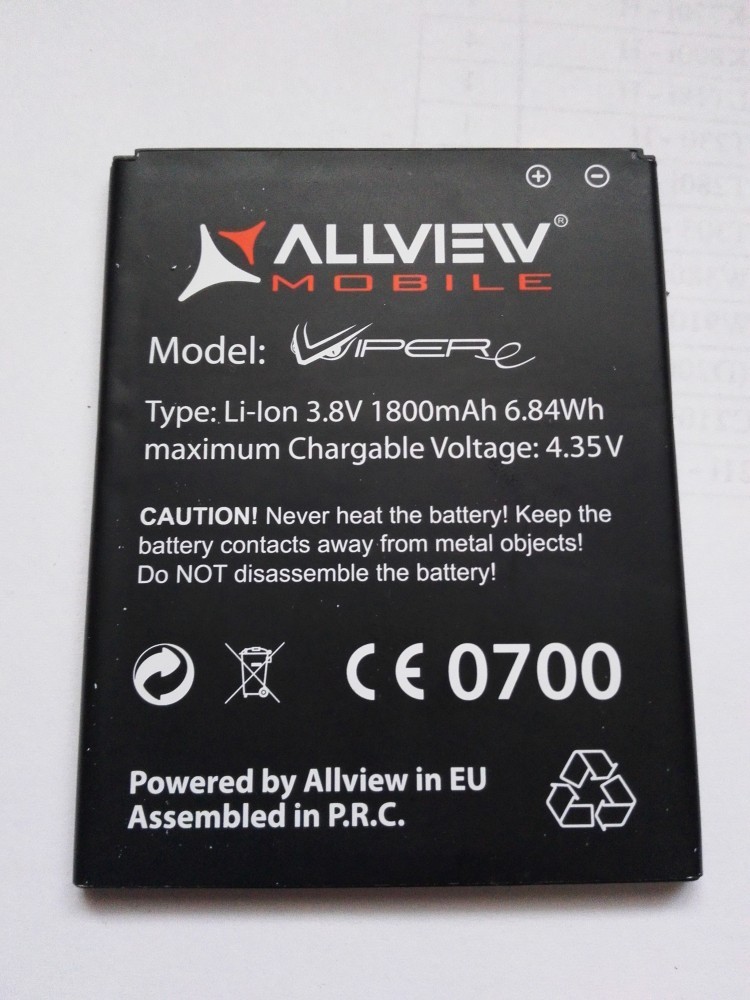 ALLVIEW®
MOBILE
Model: VIPER e
Type: Li-Ion 3.8V 1800mAh 6.84Wh
maximum Chargable Voltage: 4.35V
CAUTION! Never heat the battery! Keep the
battery contacts away from metal objects!
Do NOT disassemble the battery!
CE 0700
Powered by Allview in EU
Assembled in P.R.C.